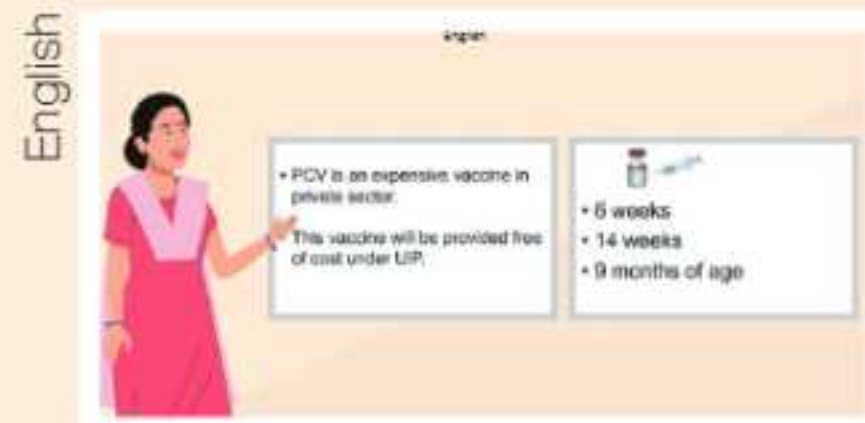 English
English
• PCV is an expensive vaccine in
private sector.
This vaccine will be provided free
of cost under UIP.
• 6 weeks
• 14 weeks
• 9 months of age